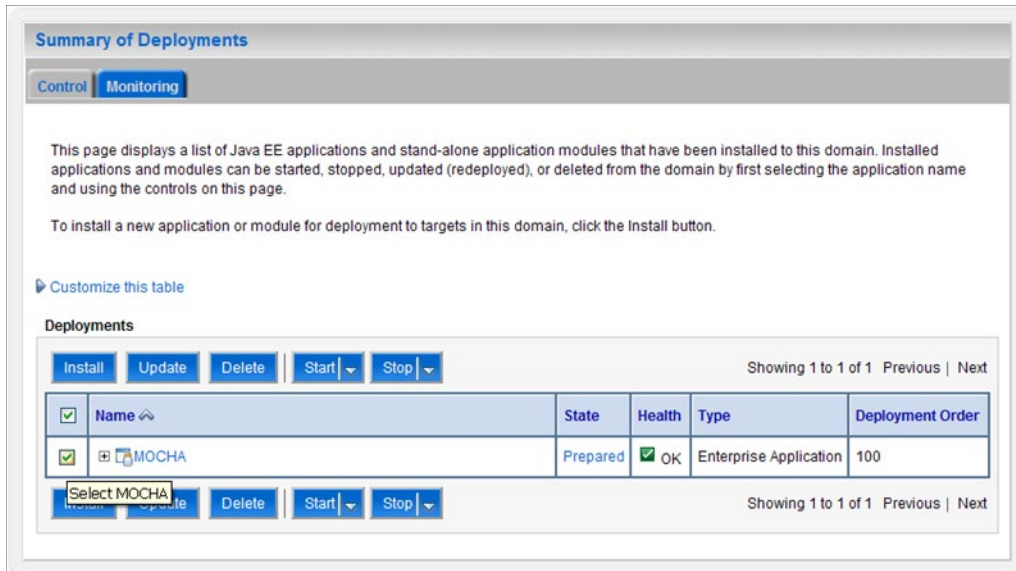 Summary of Deployments
Control Monitoring
This page displays a list of Java EE applications and stand-alone application modules that have been installed to this domain. Installed
applications and modules can be started, stopped, updated (redeployed), or deleted from the domain by first selecting the application name
and using the controls on this page.
To install a new application or module for deployment to targets in this domain, click the Install button.
Customize this table
Deployments
Install Update Delete Start Stop Showing 1 to 1 of 1 Previous | Next
Name State Health Type Deployment Order
MOCHA Prepared OK Enterprise Application 100
Select MOCHA
Install Update Delete Start Stop Showing 1 to 1 of 1 Previous | Next